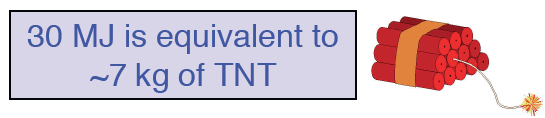 30 MJ is equivalent to
~7 kg of TNT